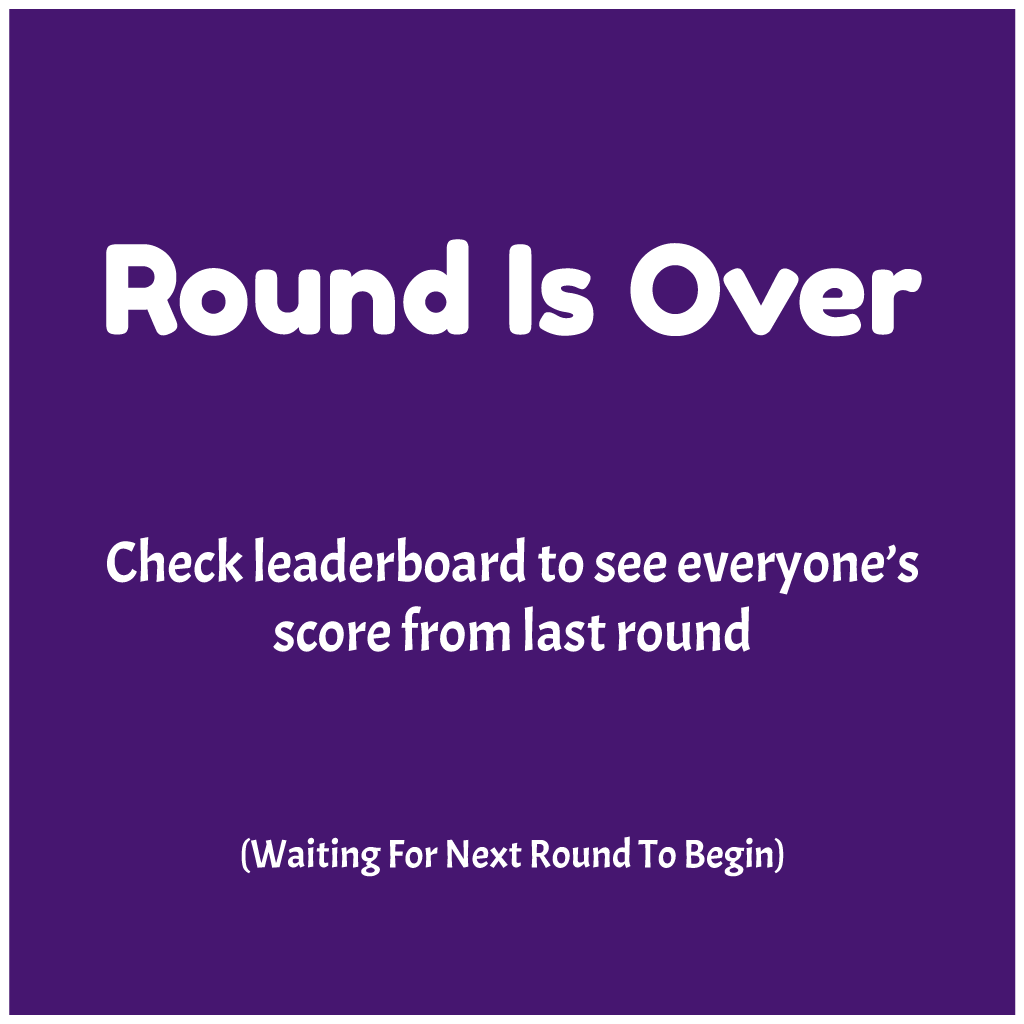 Round Is Over
Check leaderboard to see everyone’s
score from last round
(Waiting For Next Round To Begin)